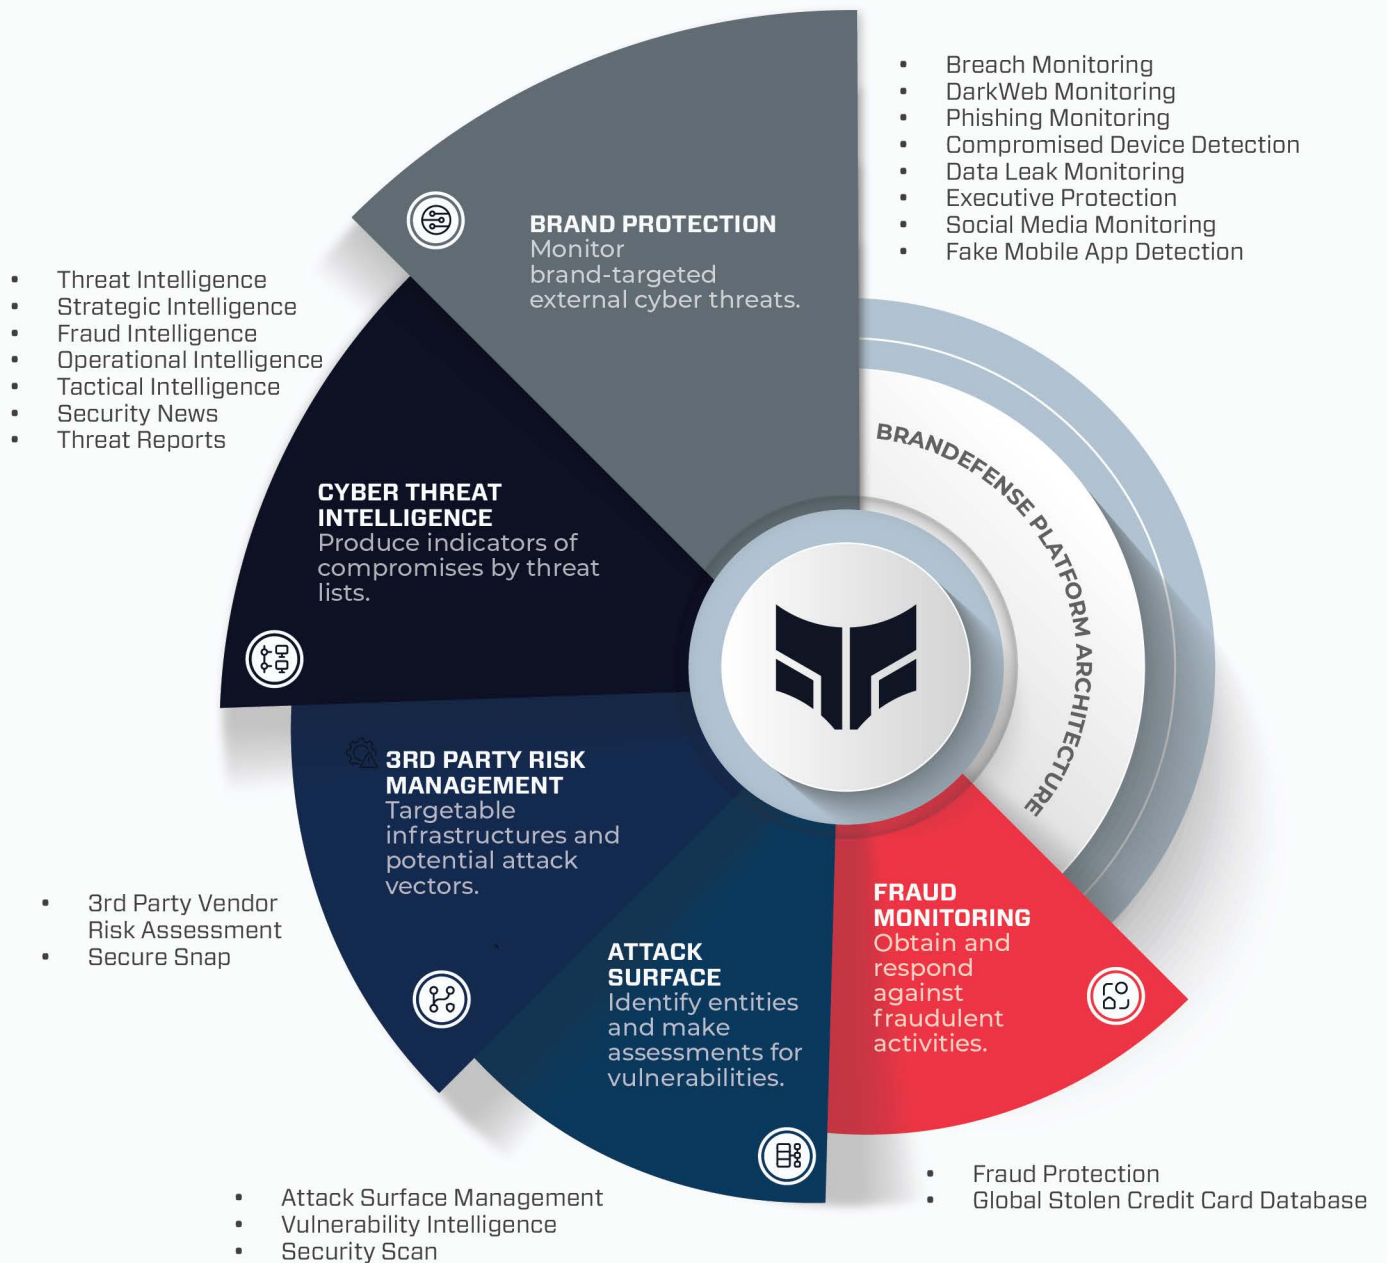 • Breach Monitoring
• DarkWeb Monitoring
• Phishing Monitoring
• Compromised Device Detection
• Data Leak Monitoring
• Executive Protection
• Social Media Monitoring
• Fake Mobile App Detection
BRAND PROTECTION
Monitor
brand-targeted
external cyber threats.
• Threat Intelligence
• Strategic Intelligence
• Fraud Intelligence
• Operational Intelligence
• Tactical Intelligence
• Security News
• Threat Reports
BRANDEFENSE PLATFORM ARCHITECTURE
CYBER THREAT
INTELLIGENCE
Produce indicators of
compromises by threat
lists.
3RD PARTY RISK
MANAGEMENT
Targetable
infrastructures and
potential attack
vectors.
• 3rd Party Vendor
Risk Assessment
• Secure Snap
ATTACK
SURFACE
Identify entities
and make
assessments for
vulnerabilities.
FRAUD
MONITORING
Obtain and
respond
against
fraudulent
activities.
• Fraud Protection
• Global Stolen Credit Card Database
• Attack Surface Management
• Vulnerability Intelligence
• Security Scan